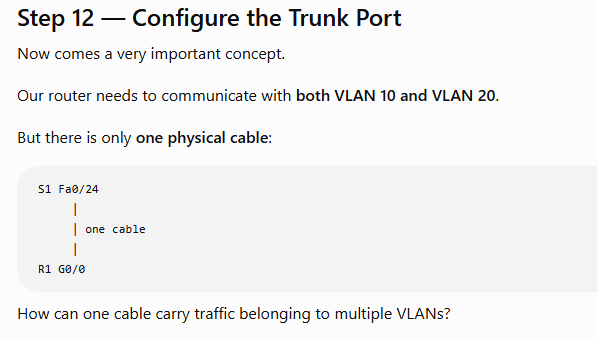 Step 12 — Configure the Trunk Port
Now comes a very important concept.
Our router needs to communicate with both VLAN 10 and VLAN 20.
But there is only one physical cable:
S1 Fa0/24
|
| one cable
|
R1 G0/0
How can one cable carry traffic belonging to multiple VLANs?